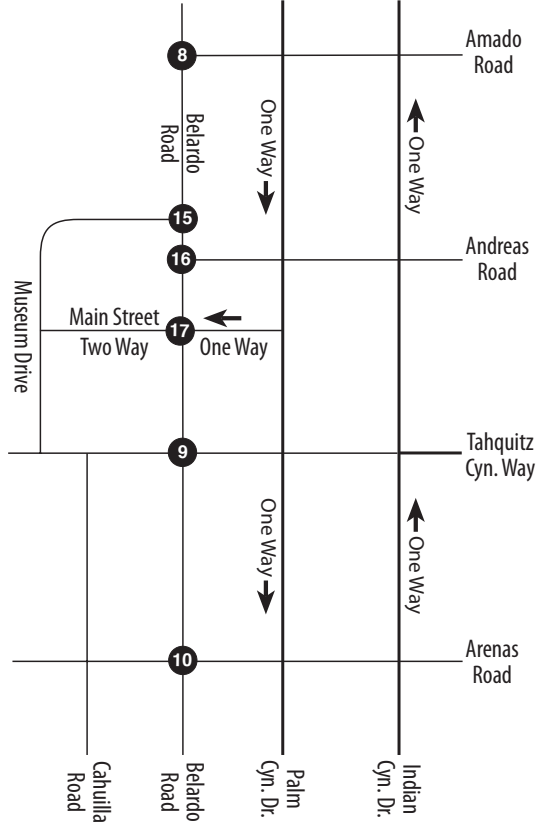 8
Amado
Road
Belardo
Road
One Way
One Way
15
16
Andreas
Road
Museum Drive
Main Street
17
Two Way
One Way
9
Tahquitz
Cyn. Way
One Way
One Way
10
Arenas
Road
Cahuilla
Road
Belardo
Road
Palm
Cyn. Dr.
Indian
Cyn. Dr.